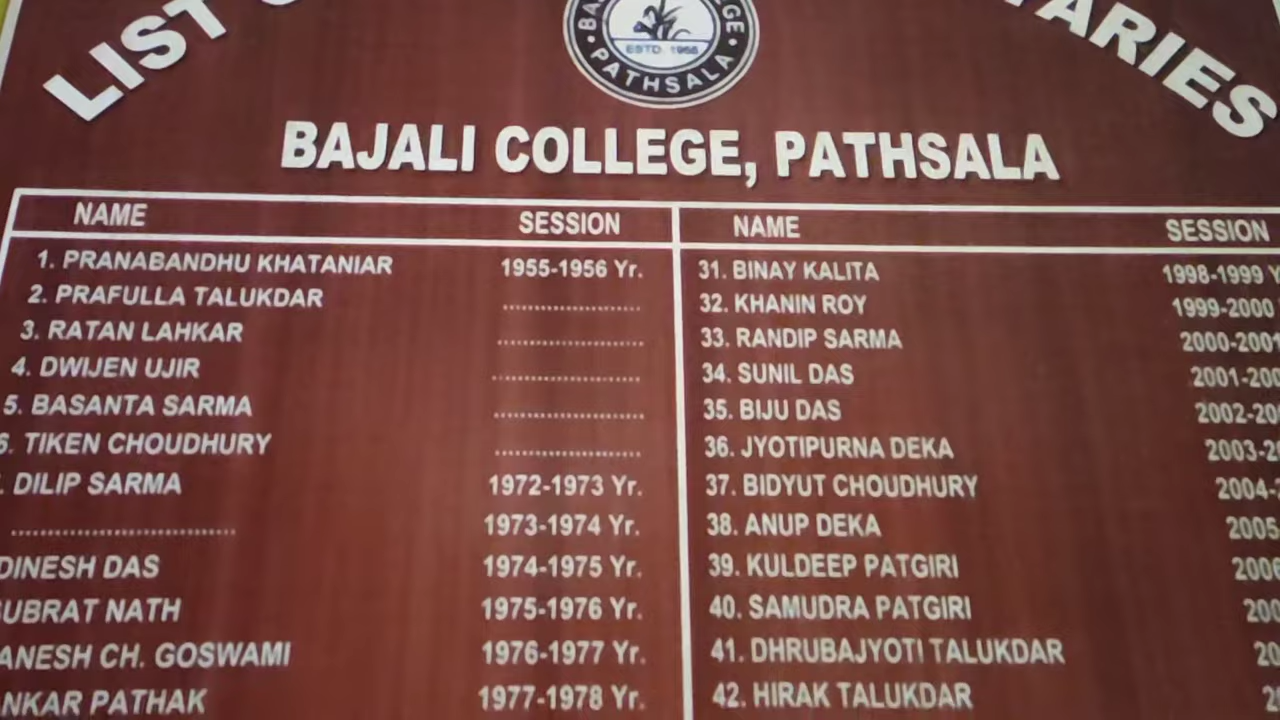 LIST
ARIES
BA GE
ESTD. 1955
• PATHSALA •
BAJALI COLLEGE, PATHSALA
NAME SESSION NAME SESSION
1. PRANABANDHU KHATANIAR 1955-1956 Yr. 31. BINAY KALITA 1998-1999 Y
2. PRAFULLA TALUKDAR .......................... 32. KHANIN ROY 1999-2000
3. RATAN LAHKAR .......................... 33. RANDIP SARMA 2000-2001
4. DWIJEN UJIR .......................... 34. SUNIL DAS 2001-200
5. BASANTA SARMA .......................... 35. BIJU DAS 2002-20
6. TIKEN CHOUDHURY .......................... 36. JYOTIPURNA DEKA 2003-2
. DILIP SARMA 1972-1973 Yr. 37. BIDYUT CHOUDHURY 2004-
.................................. 1973-1974 Yr. 38. ANUP DEKA 2005
DINESH DAS 1974-1975 Yr. 39. KULDEEP PATGIRI 2006
UBRAT NATH 1975-1976 Yr. 40. SAMUDRA PATGIRI 200
ANESH CH. GOSWAMI 1976-1977 Yr. 41. DHRUBAJYOTI TALUKDAR 20
NKAR PATHAK 1977-1978 Yr. 42. HIRAK TALUKDAR 2